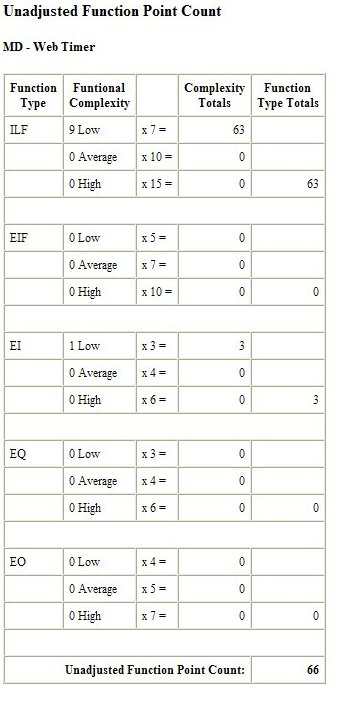 Unadjusted Function Point Count
MD - Web Timer
Function Type Funtional Complexity Complexity Totals Function Type Totals
ILF 9 Low x 7 = 63
0 Average x 10 = 0
0 High x 15 = 0 63
EIF 0 Low x 5 = 0
0 Average x 7 = 0
0 High x 10 = 0 0
EI 1 Low x 3 = 3
0 Average x 4 = 0
0 High x 6 = 0 3
EQ 0 Low x 3 = 0
0 Average x 4 = 0
0 High x 6 = 0 0
EO 0 Low x 4 = 0
0 Average x 5 = 0
0 High x 7 = 0 0
Unadjusted Function Point Count: 66